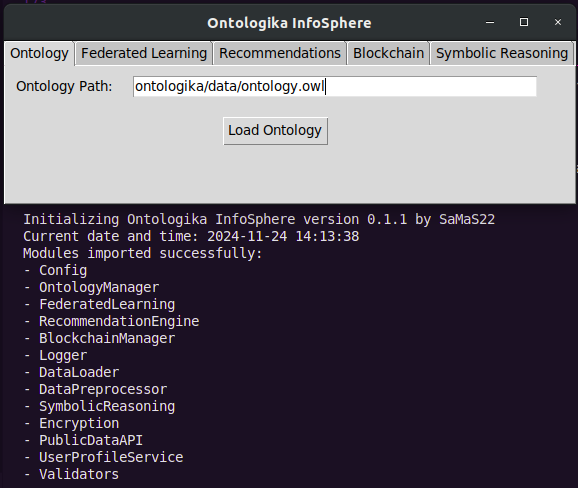 Ontologika InfoSphere
Ontology Federated Learning Recommendations Blockchain Symbolic Reasoning
Ontology Path: ontologika/data/ontology.owl
Load Ontology
Initializing Ontologika InfoSphere version 0.1.1 by SaMaS22
Current date and time: 2024-11-24 14:13:38
Modules imported successfully:
- Config
- OntologyManager
- FederatedLearning
- RecommendationEngine
- BlockchainManager
- Logger
- DataLoader
- DataPreprocessor
- SymbolicReasoning
- Encryption
- PublicDataAPI
- UserProfileService
- Validators